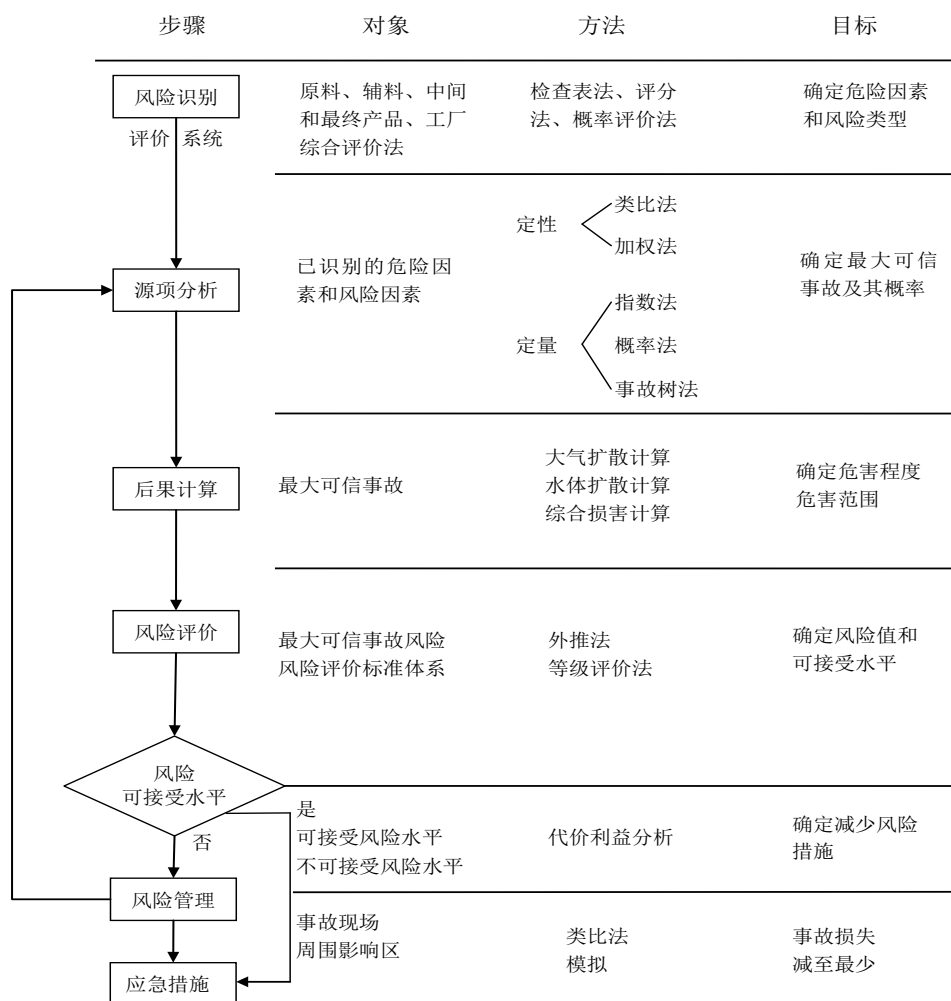 步骤 对象 方法 目标
风险识别
评价 系统
原料、辅料、中间
和最终产品、工厂
综合评价法
检查表法、评分
法、概率评价法
确定危险因素
和风险类型
源项分析
已识别的危险因
素和风险因素
定性
类比法
加权法
定量
指数法
概率法
事故树法
确定最大可信
事故及其概率
后果计算
最大可信事故
大气扩散计算
水体扩散计算
综合损害计算
确定危害程度
危害范围
风险评价
最大可信事故风险
风险评价标准体系
外推法
等级评价法
确定风险值和
可接受水平
风险
可接受水平
是
否
可接受风险水平
不可接受风险水平
代价利益分析
确定减少风险
措施
风险管理
事故现场
周围影响区
类比法
模拟
事故损失
减至最少
应急措施